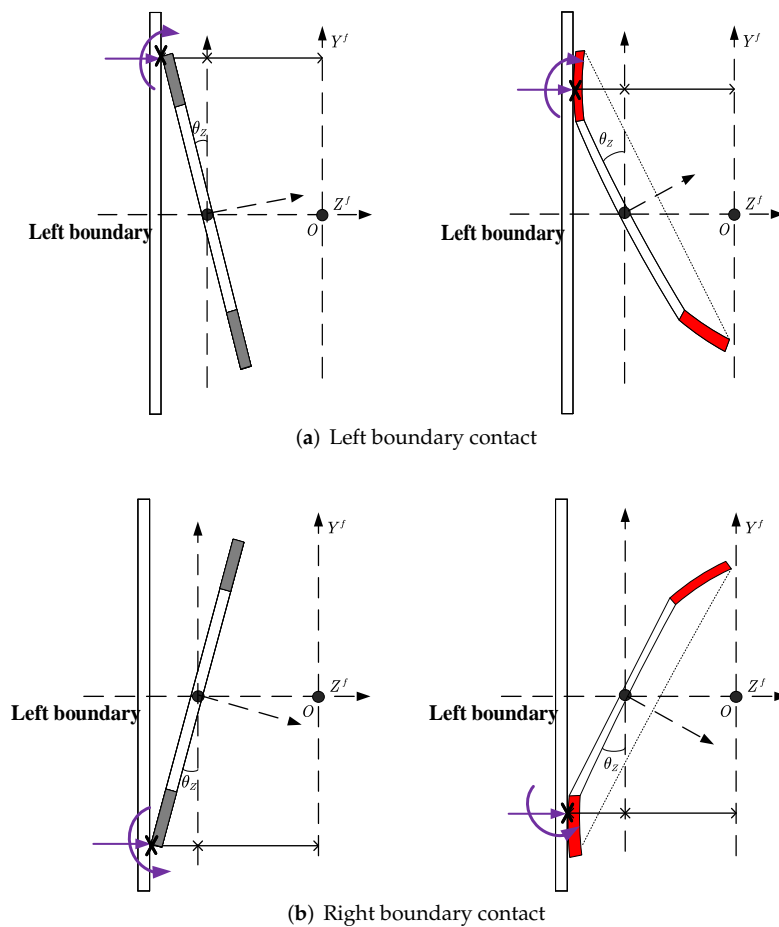 Y^f Y^f
θ_Z θ_Z
Z^f Z^f
Left boundary O Left boundary O
(a) Left boundary contact
Y^f Y^f
Z^f Z^f
Left boundary O Left boundary O
θ_Z θ_Z
(b) Right boundary contact